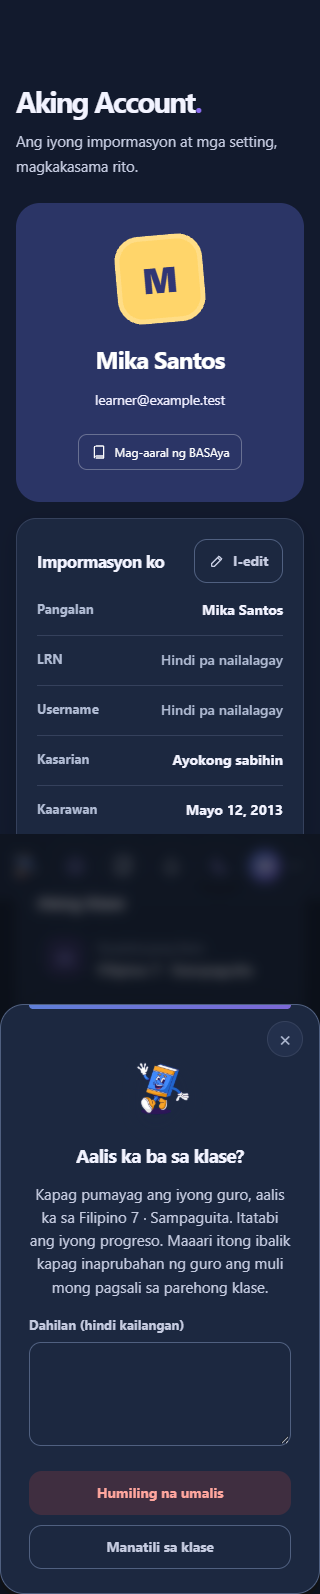 Aking Account.
Ang iyong impormasyon at mga setting,
magkakasama rito.
M
Mika Santos
learner@example.test
Mag-aaral ng BASAya
Impormasyon ko
I-edit
Pangalan
Mika Santos
LRN
Hindi pa nailalagay
Username
Hindi pa nailalagay
Kasarian
Ayokong sabihin
Kaarawan
Mayo 12, 2013
Aalis ka ba sa klase?
Kapag pumayag ang iyong guro, aalis
ka sa Filipino 7 · Sampaguita. Itatabi
ang iyong progreso. Maaari itong ibalik
kapag inaprubahan ng guro ang muli
mong pagsali sa parehong klase.
Dahilan (hindi kailangan)
Humiling na umalis
Manatili sa klase